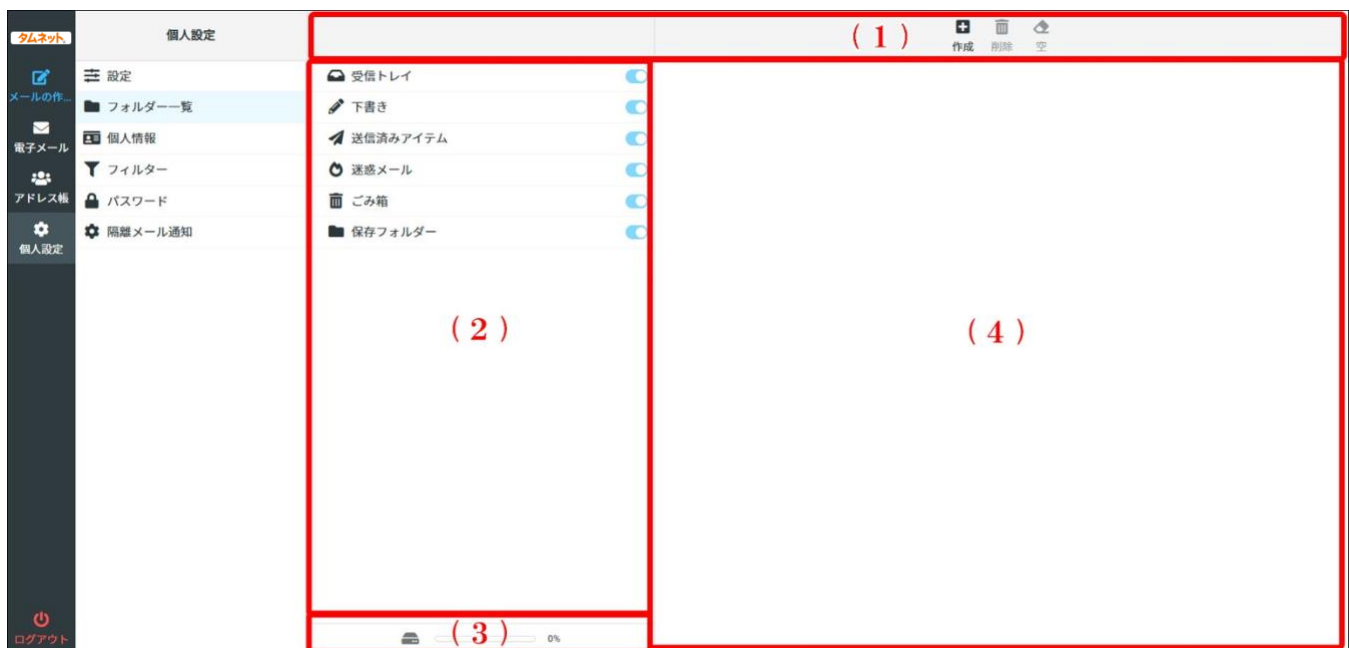 タムネット.
メールの作...
電子メール
アドレス帳
個人設定
ログアウト
個人設定
設定
フォルダー一覧
個人情報
フィルター
パスワード
隔離メール通知
(1)
作成
削除
空
受信トレイ
下書き
送信済みアイテム
迷惑メール
ごみ箱
保存フォルダー
(2)
(3)
0%
(4)